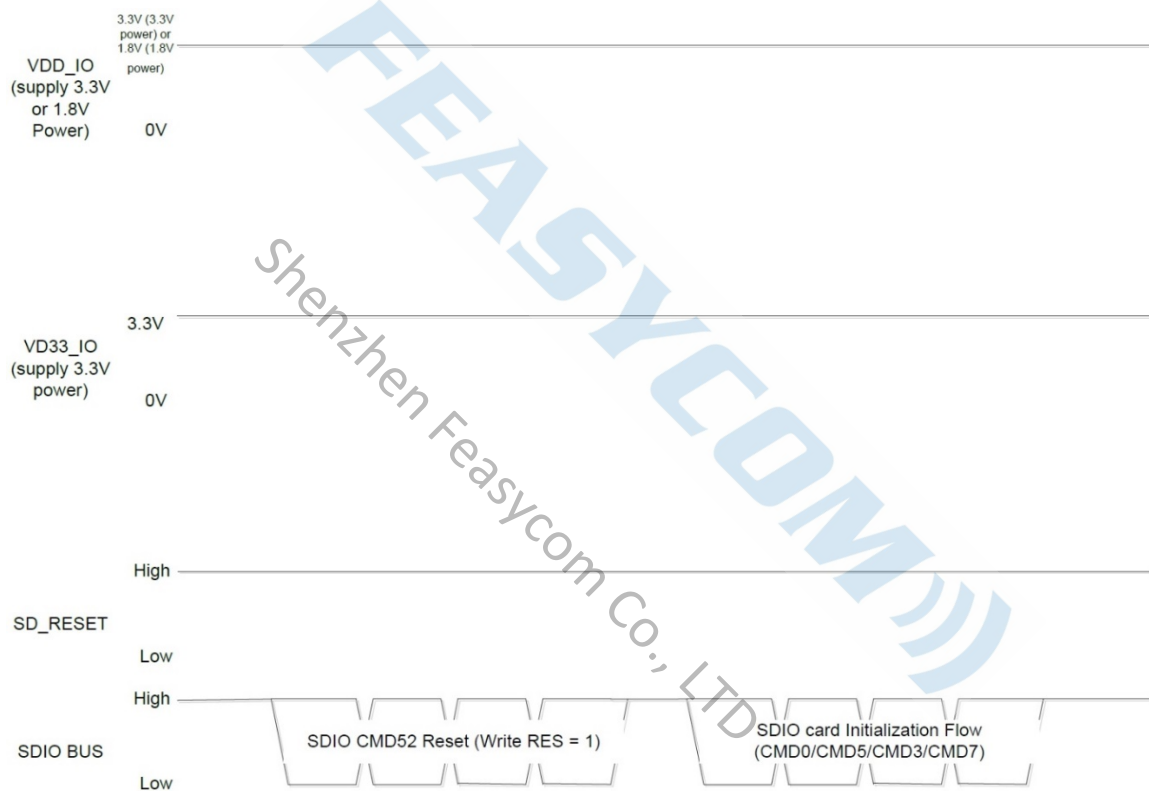 3.3V (3.3V
power) or
1.8V (1.8V
power)
VDD_IO
(supply 3.3V
or 1.8V
Power)
0V
FEASYCOM
Shenzhen Feasycom Co., LTD
3.3V
VD33_IO
(supply 3.3V
power)
0V
High
SD_RESET
Low
High
SDIO BUS
SDIO CMD52 Reset (Write RES = 1)
SDIO card Initialization Flow
(CMD0/CMD5/CMD3/CMD7)
Low